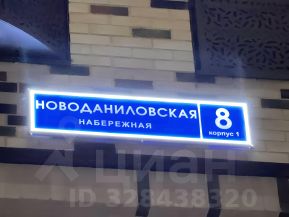 НОВОДАНИЛОВСКАЯ
НАБЕРЕЖНАЯ
8
корпус 1
циан
ID 328438320